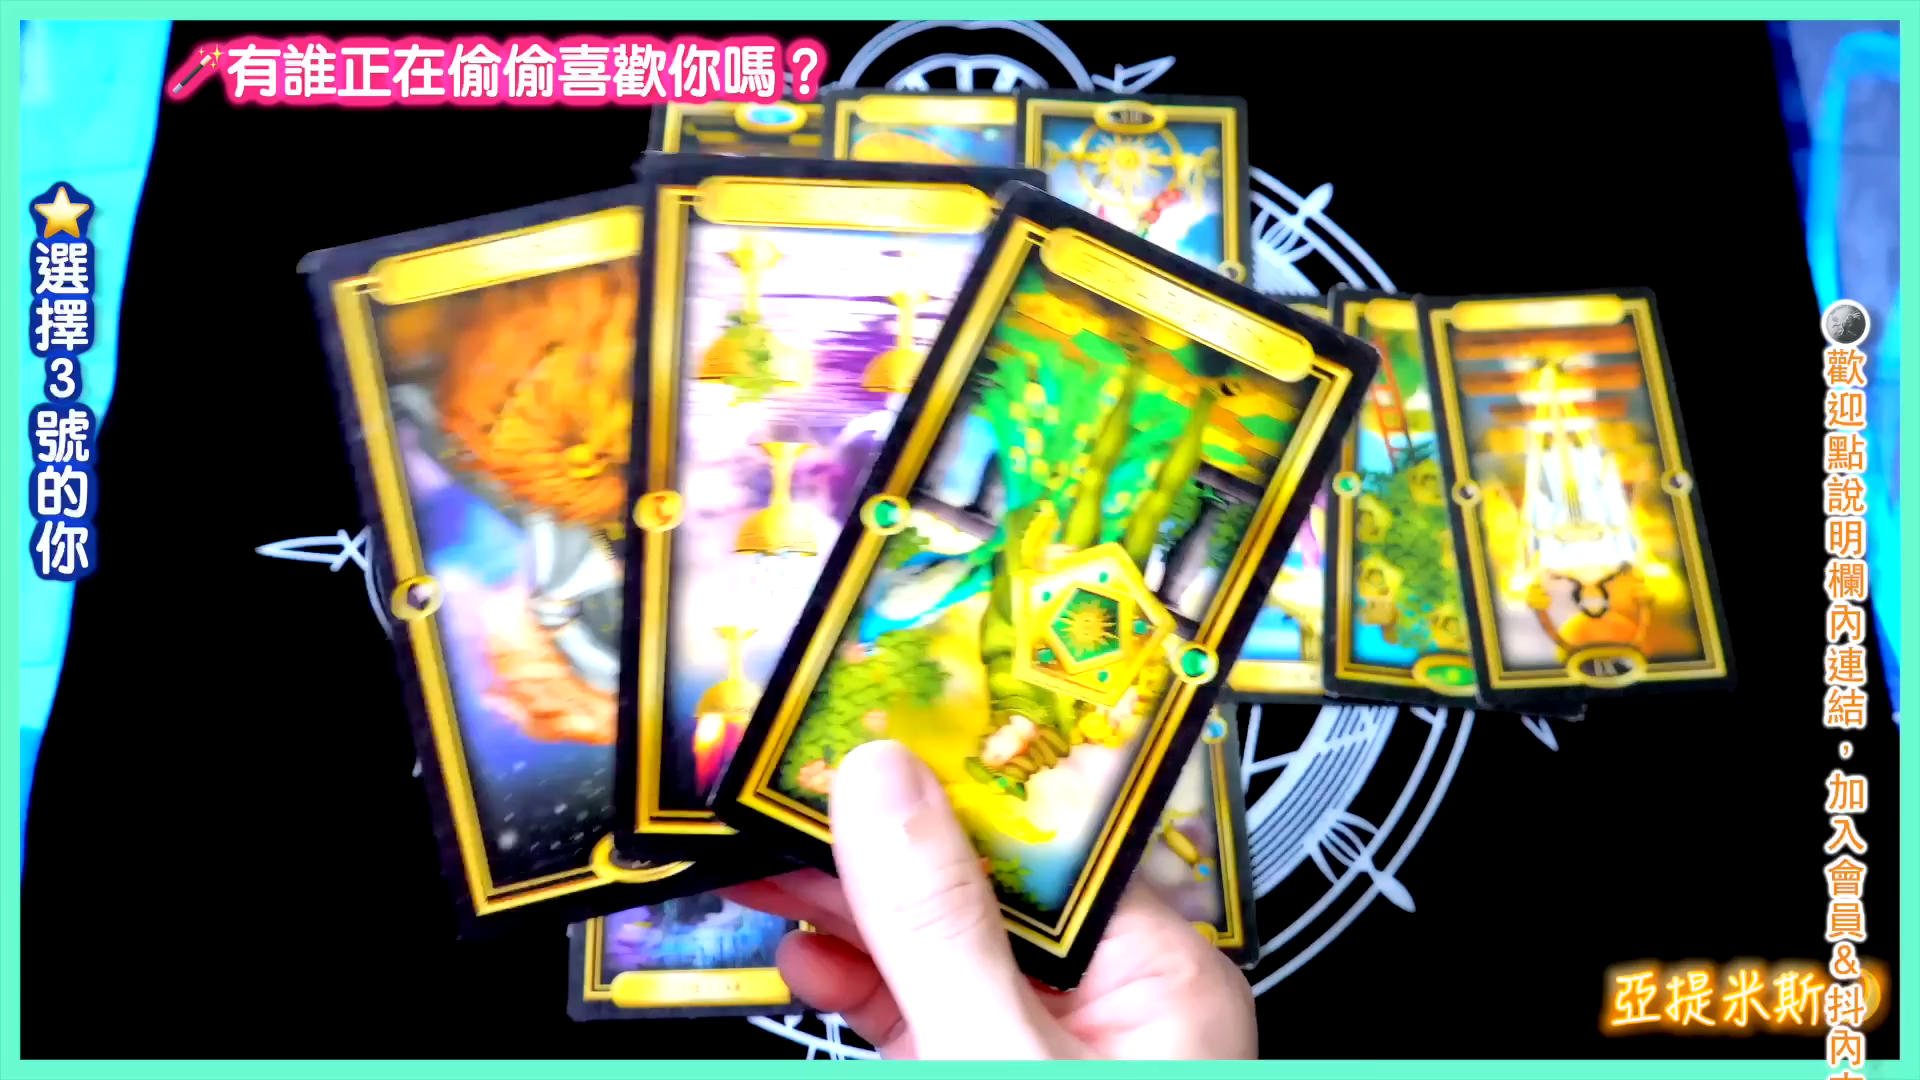 有誰正在偷偷喜歡你嗎？
選擇3號的你
歡迎點說明欄內連結，加入會員&抖內
亞提米斯